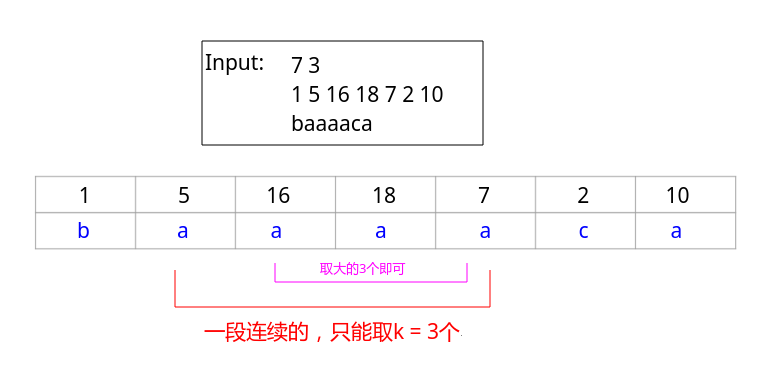 Input: 7 3
1 5 16 18 7 2 10
baaaaca
1 5 16 18 7 2 10
b a a a a c a
取大的3个即可
一段连续的，只能取k = 3个